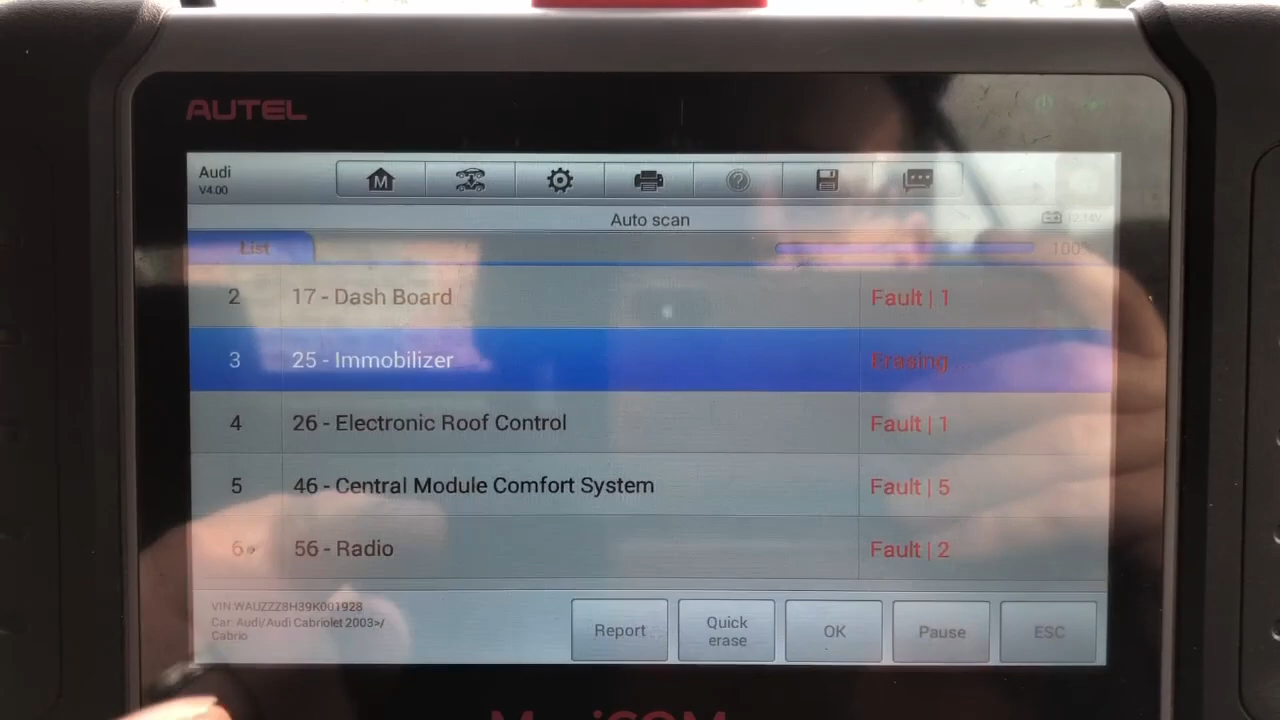 AUTEL
Audi
V4.00
M
?
Auto scan
12.14V
List
100%
2 17 - Dash Board Fault | 1
3 25 - Immobilizer Erasing...
4 26 - Electronic Roof Control Fault | 1
5 46 - Central Module Comfort System Fault | 5
6 56 - Radio Fault | 2
VIN:WAUZZZ8H39K001928
Car: Audi/Audi Cabriolet 2003>/
Cabrio
Report
Quick
erase
OK
Pause
ESC